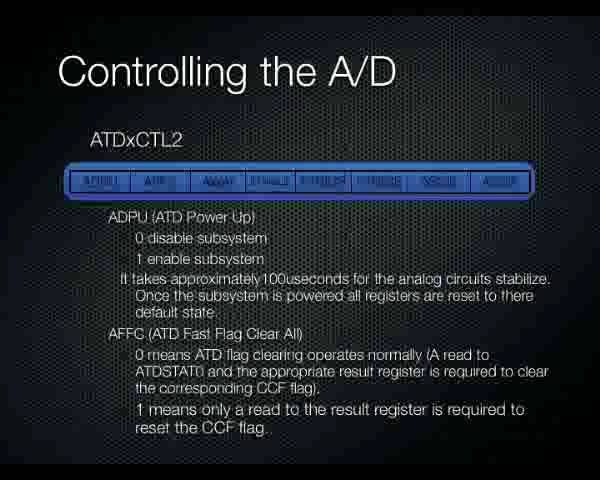 Controlling the A/D
ATDxCTL2
ADPU (ATD Power Up)
0 disable subsystem
1 enable subsystem
It takes approximately100useconds for the analog circuits stabilize.
Once the subsystem is powered all registers are reset to there
default state.
AFFC (ATD Fast Flag Clear All)
0 means ATD flag clearing operates normally (A read to
ATDSTAT0 and the appropriate result register is required to clear
the corresponding CCF flag).
1 means only a read to the result register is required to
reset the CCF flag.